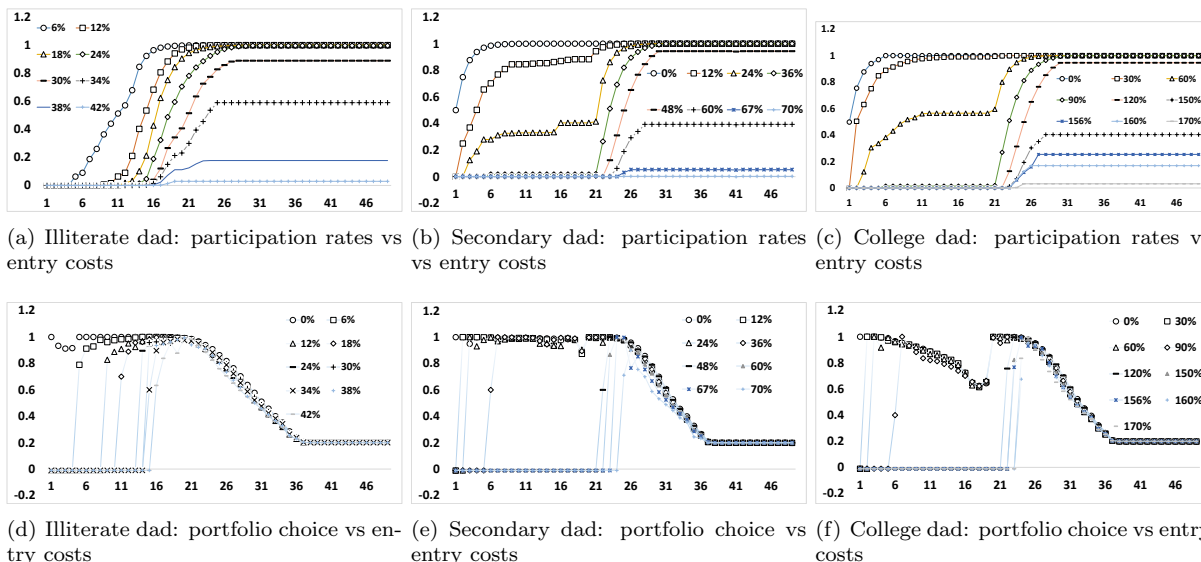 1.2
1
0.8
0.6
0.4
0.2
0
6% 12%
18% 24%
30% 34%
38% 42%
1 6 11 16 21 26 31 36 41 46
(a) Illiterate dad: participation rates vs
entry costs
1.2
1
0.8
0.6
0.4
0.2
0
-0.2
0% 12% 24% 36%
48% 60% 67% 70%
1 6 11 16 21 26 31 36 41 46
(b) Secondary dad: participation rates
vs entry costs
1.2
1
0.8
0.6
0.4
0.2
0
0% 30% 60%
90% 120% 150%
156% 160% 170%
1 6 11 16 21 26 31 36 41 46
(c) College dad: participation rates v
entry costs
1.2
1
0.8
0.6
0.4
0.2
0
-0.2
0% 6%
12% 18%
24% 30%
34% 38%
42%
1 6 11 16 21 26 31 36 41 46
(d) Illiterate dad: portfolio choice vs en-
try costs
1.2
1
0.8
0.6
0.4
0.2
0
-0.2
0% 12%
24% 36%
48% 60%
67% 70%
1 6 11 16 21 26 31 36 41 46
(e) Secondary dad: portfolio choice vs
entry costs
1.2
1
0.8
0.6
0.4
0.2
0
-0.2
0% 30%
60% 90%
120% 150%
156% 160%
170%
1 6 11 16 21 26 31 36 41 46
(f) College dad: portfolio choice vs entry
costs